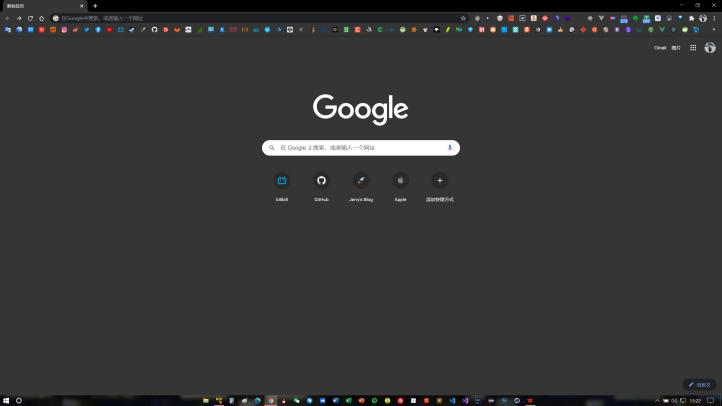 新标签页
在Google中搜索，或者输入一个网址
Gmail 图片
Google
在 Google 上搜索，或者输入一个网址
bilibili GitHub Jerry's Blog Apple 添加快捷方式
自定义
13:22